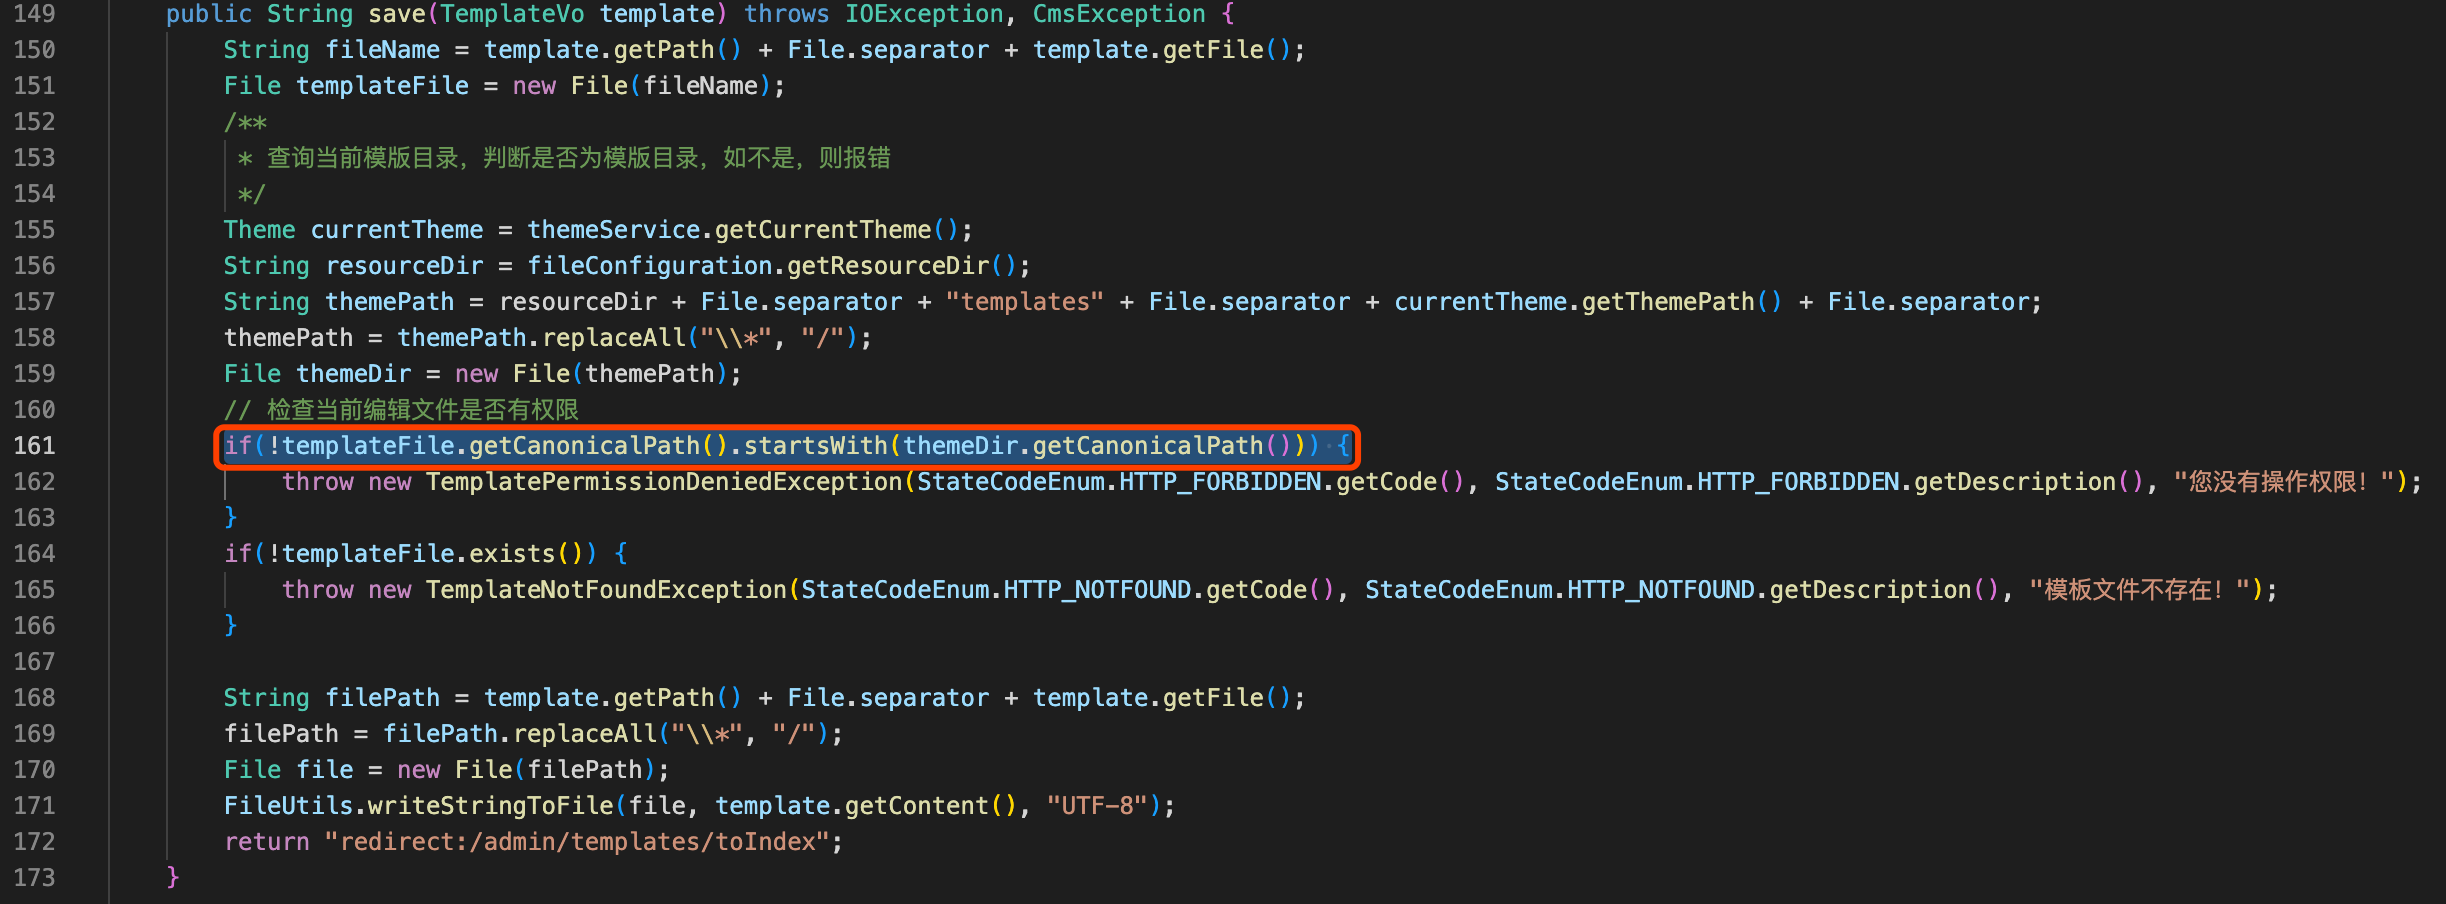 149 public String save(TemplateVo template) throws IOException, CmsException {
150 String fileName = template.getPath() + File.separator + template.getFile();
151 File templateFile = new File(fileName);
152 /**
153 * 查询当前模版目录，判断是否为模版目录，如不是，则报错
154 */
155 Theme currentTheme = themeService.getCurrentTheme();
156 String resourceDir = fileConfiguration.getResourceDir();
157 String themePath = resourceDir + File.separator + "templates" + File.separator + currentTheme.getThemePath() + File.separator;
158 themePath = themePath.replaceAll("\\*", "/");
159 File themeDir = new File(themePath);
160 // 检查当前编辑文件是否有权限
161 if(!templateFile.getCanonicalPath().startsWith(themeDir.getCanonicalPath())) {
162 throw new TemplatePermissionDeniedException(StateCodeEnum.HTTP_FORBIDDEN.getCode(), StateCodeEnum.HTTP_FORBIDDEN.getDescription(), "您没有操作权限！");
163 }
164 if(!templateFile.exists()) {
165 throw new TemplateNotFoundException(StateCodeEnum.HTTP_NOTFOUND.getCode(), StateCodeEnum.HTTP_NOTFOUND.getDescription(), "模板文件不存在！");
166 }
167
168 String filePath = template.getPath() + File.separator + template.getFile();
169 filePath = filePath.replaceAll("\\*", "/");
170 File file = new File(filePath);
171 FileUtils.writeStringToFile(file, template.getContent(), "UTF-8");
172 return "redirect:/admin/templates/toIndex";
173 }